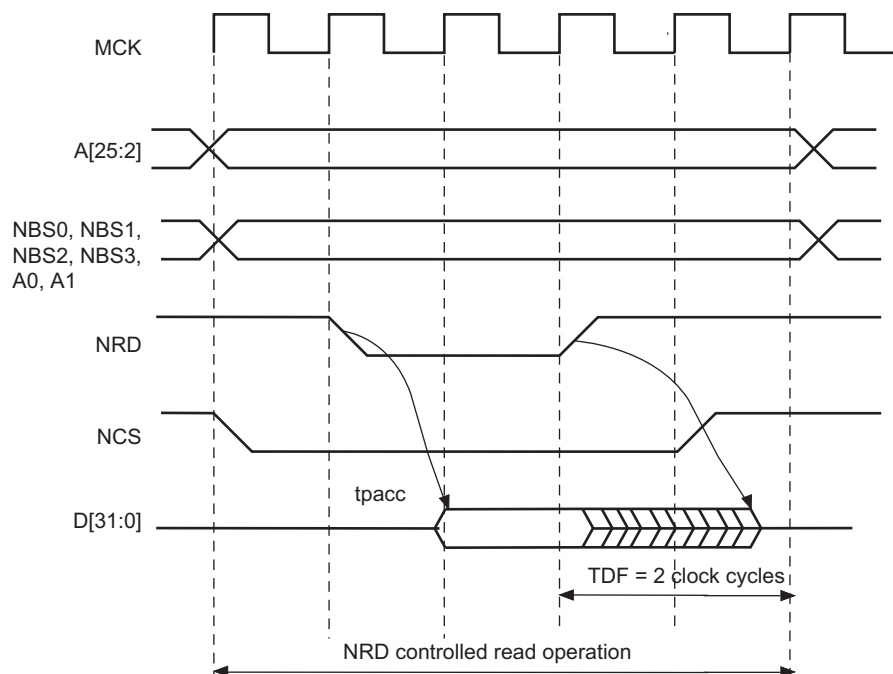 MCK
A[25:2]
NBS0, NBS1,
NBS2, NBS3,
A0, A1
NRD
NCS
tpacc
D[31:0]
TDF = 2 clock cycles
NRD controlled read operation